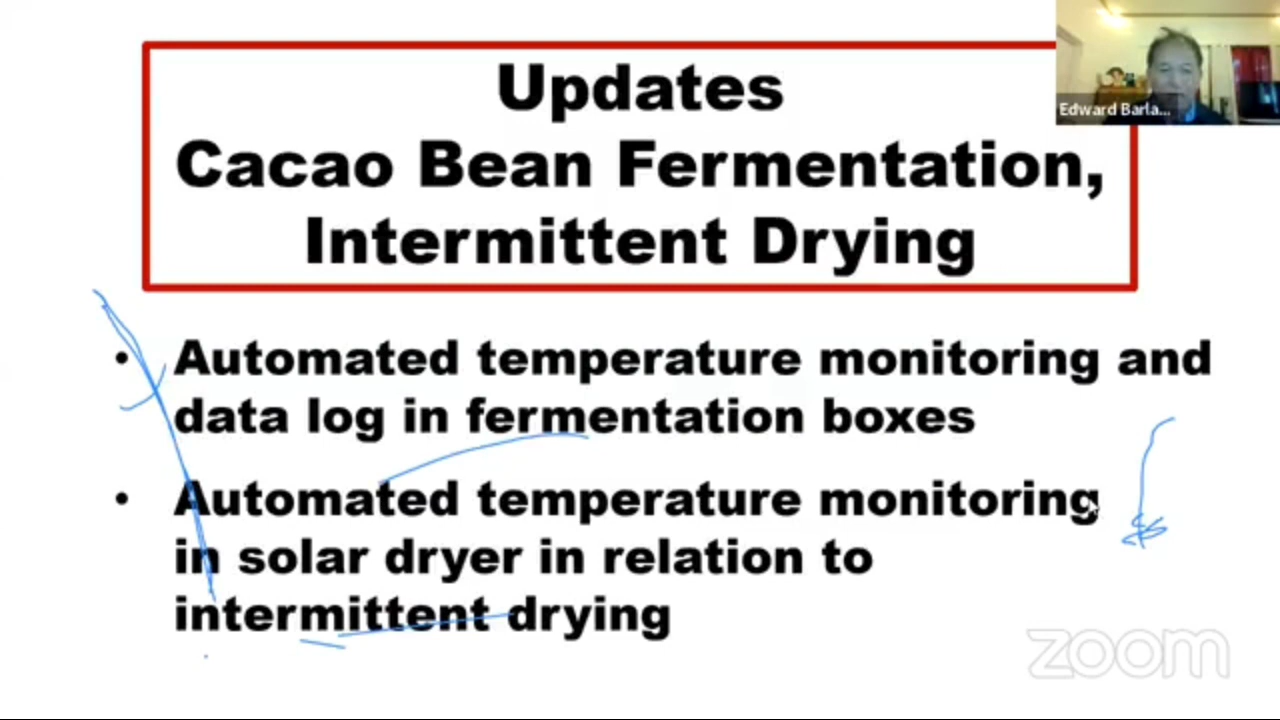 Updates
Cacao Bean Fermentation,
Intermittent Drying
Edward Barla...
• Automated temperature monitoring and
data log in fermentation boxes
• Automated temperature monitoring
in solar dryer in relation to
intermittent drying
zoom